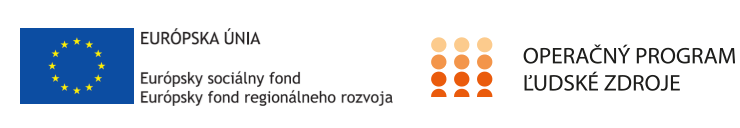 EURÓPSKA ÚNIA
Európsky sociálny fond
Európsky fond regionálneho rozvoja
OPERAČNÝ PROGRAM
ĽUDSKÉ ZDROJE